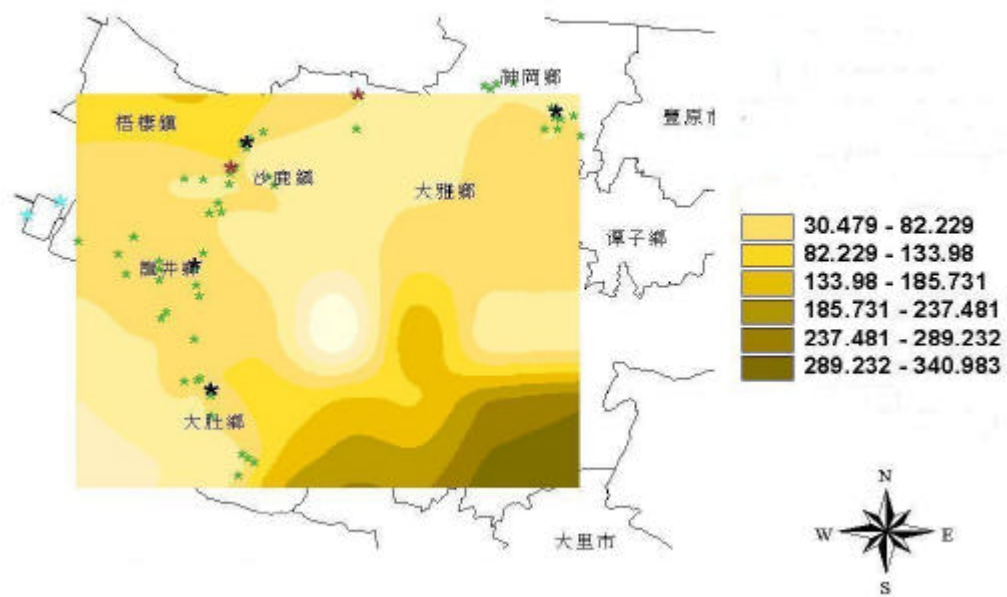 神岡鄉
梧棲鎮
豐原市
沙鹿鎮
大雅鄉
潭子鄉
龍井鄉
大肚鄉
大里市
30.479 - 82.229
82.229 - 133.98
133.98 - 185.731
185.731 - 237.481
237.481 - 289.232
289.232 - 340.983
N
W E
S